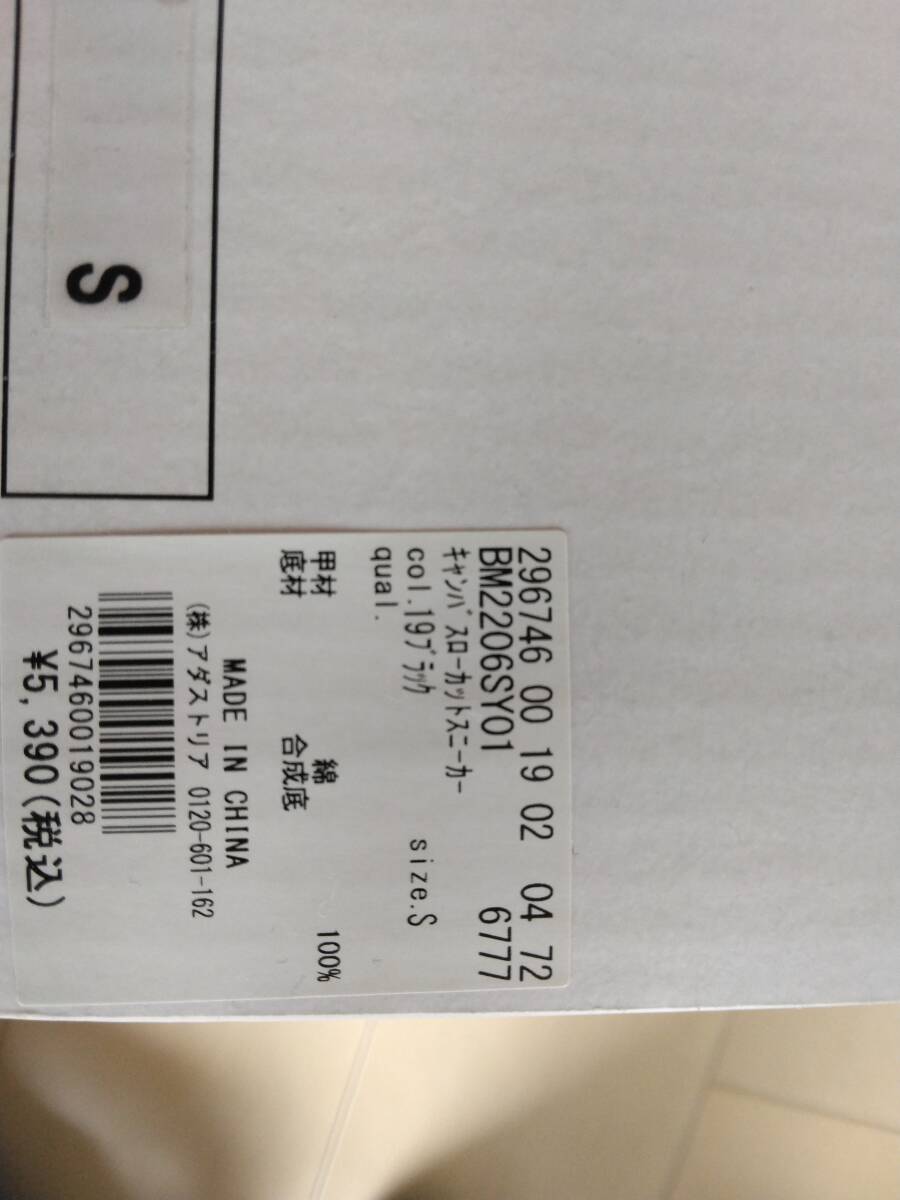 S
296746 00 19 02 04 72
BM2206SY01 6777
ｷｬﾝﾊﾞｽﾛｰｶｯﾄｽﾆｰｶｰ
col.19ﾌﾞﾗｯｸ size.S
qual.
甲材 綿 100%
底材 合成底
MADE IN CHINA
(株)アダストリア 0120-601-162
2967460019028
¥5,390(税込)